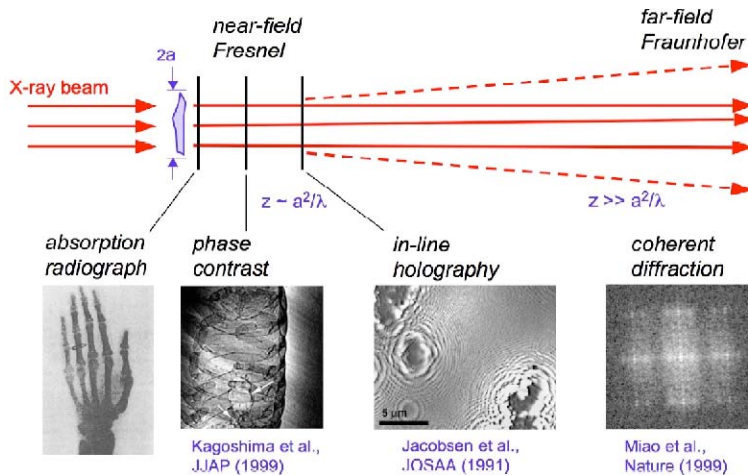 near-field
Fresnel
far-field
Fraunhofer
2a
X-ray beam
z ~ a²/λ
z >> a²/λ
absorption
radiograph
phase
contrast
in-line
holography
coherent
diffraction
5 μm
Kagoshima et al.,
JJAP (1999)
Jacobsen et al.,
JOSAA (1991)
Miao et al.,
Nature (1999)